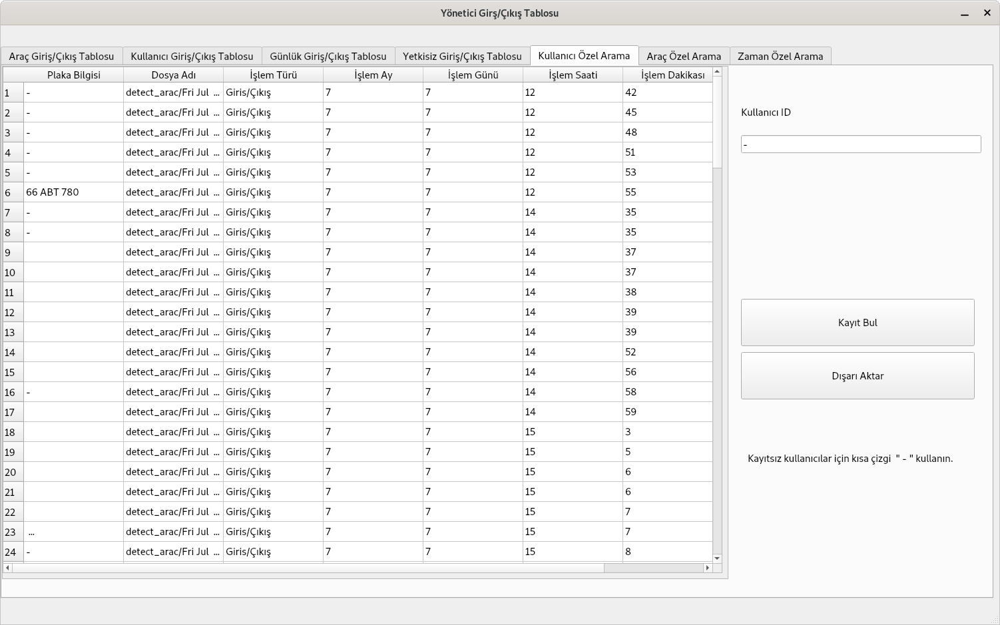 Yönetici Girş/Çıkış Tablosu
Araç Giriş/Çıkış Tablosu Kullanıcı Giriş/Çıkış Tablosu Günlük Giriş/Çıkış Tablosu Yetkisiz Giriş/Çıkış Tablosu Kullanıcı Özel Arama Araç Özel Arama Zaman Özel Arama
Plaka Bilgisi Dosya Adı İşlem Türü İşlem Ay İşlem Günü İşlem Saati İşlem Dakikası
1 - detect_arac/Fri Jul ... Giris/Çıkış 7 7 12 42
2 - detect_arac/Fri Jul ... Giris/Çıkış 7 7 12 45
3 - detect_arac/Fri Jul ... Giris/Çıkış 7 7 12 48
4 - detect_arac/Fri Jul ... Giris/Çıkış 7 7 12 51
5 - detect_arac/Fri Jul ... Giris/Çıkış 7 7 12 53
6 66 ABT 780 detect_arac/Fri Jul ... Giris/Çıkış 7 7 12 55
7 - detect_arac/Fri Jul ... Giris/Çıkış 7 7 14 35
8 - detect_arac/Fri Jul ... Giris/Çıkış 7 7 14 35
9 detect_arac/Fri Jul ... Giris/Çıkış 7 7 14 37
10 detect_arac/Fri Jul ... Giris/Çıkış 7 7 14 37
11 detect_arac/Fri Jul ... Giris/Çıkış 7 7 14 38
12 detect_arac/Fri Jul ... Giris/Çıkış 7 7 14 39
13 detect_arac/Fri Jul ... Giris/Çıkış 7 7 14 39
14 detect_arac/Fri Jul ... Giris/Çıkış 7 7 14 52
15 detect_arac/Fri Jul ... Giris/Çıkış 7 7 14 56
16 - detect_arac/Fri Jul ... Giris/Çıkış 7 7 14 58
17 detect_arac/Fri Jul ... Giris/Çıkış 7 7 14 59
18 detect_arac/Fri Jul ... Giris/Çıkış 7 7 15 3
19 detect_arac/Fri Jul ... Giris/Çıkış 7 7 15 5
20 detect_arac/Fri Jul ... Giris/Çıkış 7 7 15 6
21 detect_arac/Fri Jul ... Giris/Çıkış 7 7 15 6
22 detect_arac/Fri Jul ... Giris/Çıkış 7 7 15 7
23 ... detect_arac/Fri Jul ... Giris/Çıkış 7 7 15 7
24 - detect_arac/Fri Jul ... Giris/Çıkış 7 7 15 8
Kullanıcı ID
-
Kayıt Bul
Dışarı Aktar
Kayıtsız kullanıcılar için kısa çizgi " - " kullanın.